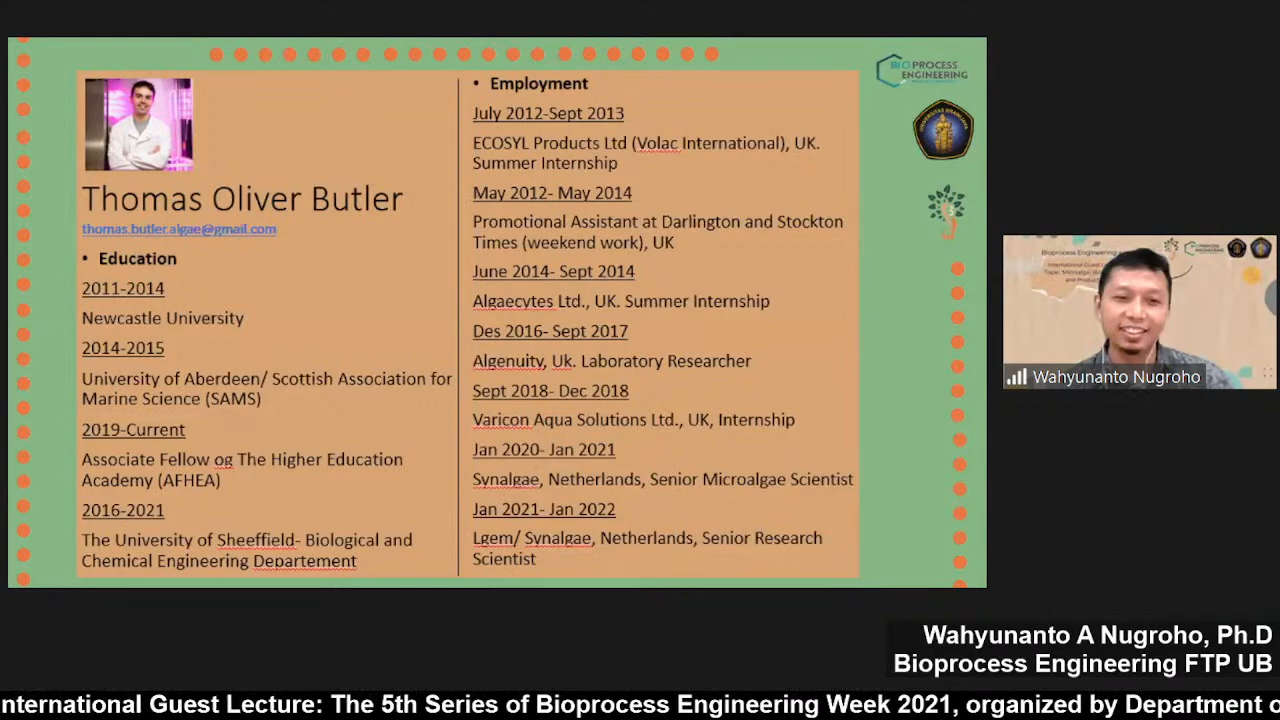 BIOPROCESS
ENGINEERING
Thomas Oliver Butler
thomas.butler.algae@gmail.com
• Education
2011-2014
Newcastle University
2014-2015
University of Aberdeen/ Scottish Association for
Marine Science (SAMS)
2019-Current
Associate Fellow og The Higher Education
Academy (AFHEA)
2016-2021
The University of Sheeffield- Biological and
Chemical Engineering Departement
• Employment
July 2012-Sept 2013
ECOSYL Products Ltd (Volac International), UK.
Summer Internship
May 2012- May 2014
Promotional Assistant at Darlington and Stockton
Times (weekend work), UK
June 2014- Sept 2014
Algaecytes Ltd., UK. Summer Internship
Des 2016- Sept 2017
Algenuity, Uk. Laboratory Researcher
Sept 2018- Dec 2018
Varicon Aqua Solutions Ltd., UK, Internship
Jan 2020- Jan 2021
Synalgae, Netherlands, Senior Microalgae Scientist
Jan 2021- Jan 2022
Lgem/ Synalgae, Netherlands, Senior Research
Scientist
Bioprocess Engineering
Wahyunanto Nugroho
Wahyunanto A Nugroho, Ph.D
Bioprocess Engineering FTP UB
nternational Guest Lecture: The 5th Series of Bioprocess Engineering Week 2021, organized by Department o